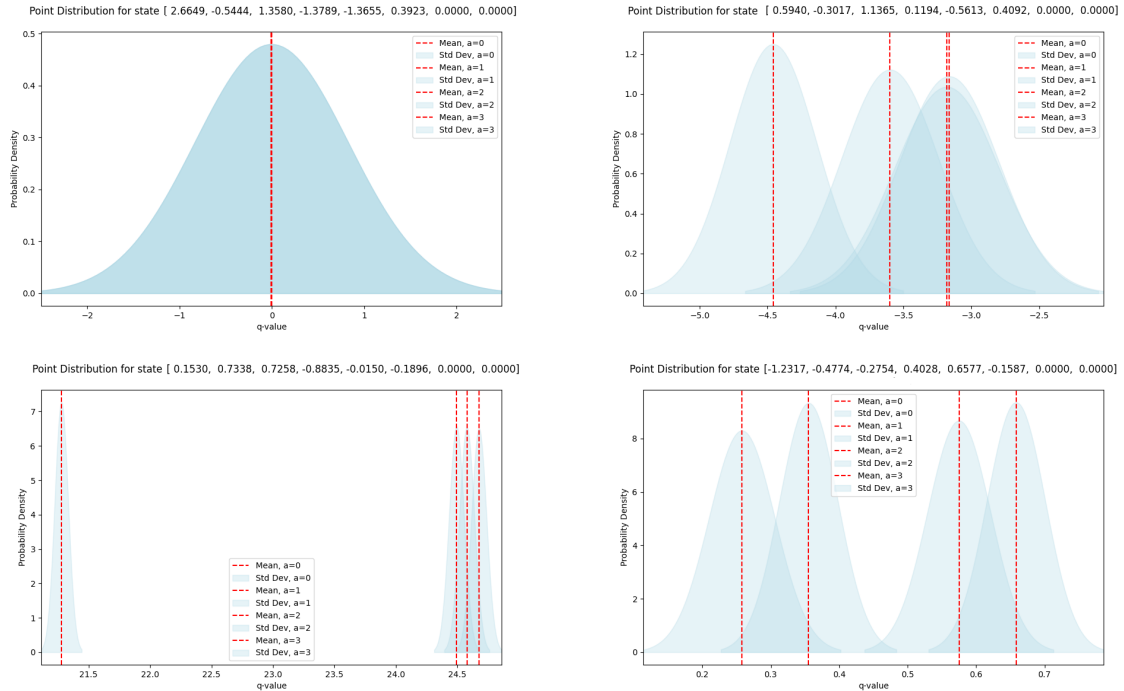 Point Distribution for state [ 2.6649, -0.5444, 1.3580, -1.3789, -1.3655, 0.3923, 0.0000, 0.0000]
0.5
0.4
0.3
0.2
0.1
0.0
Probability Density
Mean, a=0
Std Dev, a=0
Mean, a=1
Std Dev, a=1
Mean, a=2
Std Dev, a=2
Mean, a=3
Std Dev, a=3
−2 −1 0 1 2
q-value
Point Distribution for state [ 0.5940, -0.3017, 1.1365, 0.1194, -0.5613, 0.4092, 0.0000, 0.0000]
1.2
1.0
0.8
0.6
0.4
0.2
0.0
Probability Density
Mean, a=0
Std Dev, a=0
Mean, a=1
Std Dev, a=1
Mean, a=2
Std Dev, a=2
Mean, a=3
Std Dev, a=3
−5.0 −4.5 −4.0 −3.5 −3.0 −2.5
q-value
Point Distribution for state [ 0.1530, 0.7338, 0.7258, -0.8835, -0.0150, -0.1896, 0.0000, 0.0000]
7
6
5
4
3
2
1
0
Probability Density
Mean, a=0
Std Dev, a=0
Mean, a=1
Std Dev, a=1
Mean, a=2
Std Dev, a=2
Mean, a=3
Std Dev, a=3
21.5 22.0 22.5 23.0 23.5 24.0 24.5
q-value
Point Distribution for state [-1.2317, -0.4774, -0.2754, 0.4028, 0.6577, -0.1587, 0.0000, 0.0000]
8
6
4
2
0
Probability Density
Mean, a=0
Std Dev, a=0
Mean, a=1
Std Dev, a=1
Mean, a=2
Std Dev, a=2
Mean, a=3
Std Dev, a=3
0.2 0.3 0.4 0.5 0.6 0.7
q-value